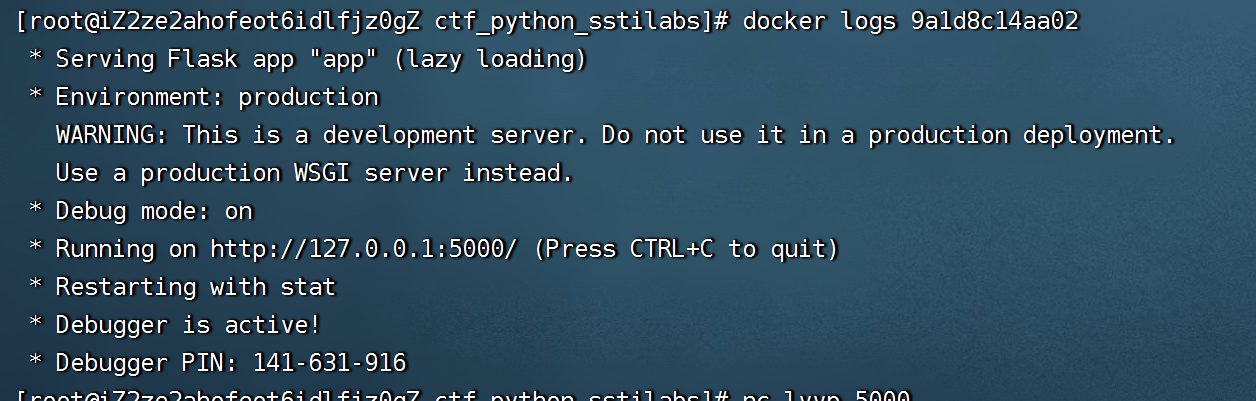 [root@iZ2ze2ahofeot6idlfjz0gZ ctf_python_sstilabs]# docker logs 9a1d8c14aa02
* Serving Flask app "app" (lazy loading)
* Environment: production
WARNING: This is a development server. Do not use it in a production deployment.
Use a production WSGI server instead.
* Debug mode: on
* Running on http://127.0.0.1:5000/ (Press CTRL+C to quit)
* Restarting with stat
* Debugger is active!
* Debugger PIN: 141-631-916
[root@iZ2ze2ahofeot6idlfjz0gZ ctf_python_sstilabs]# 5000